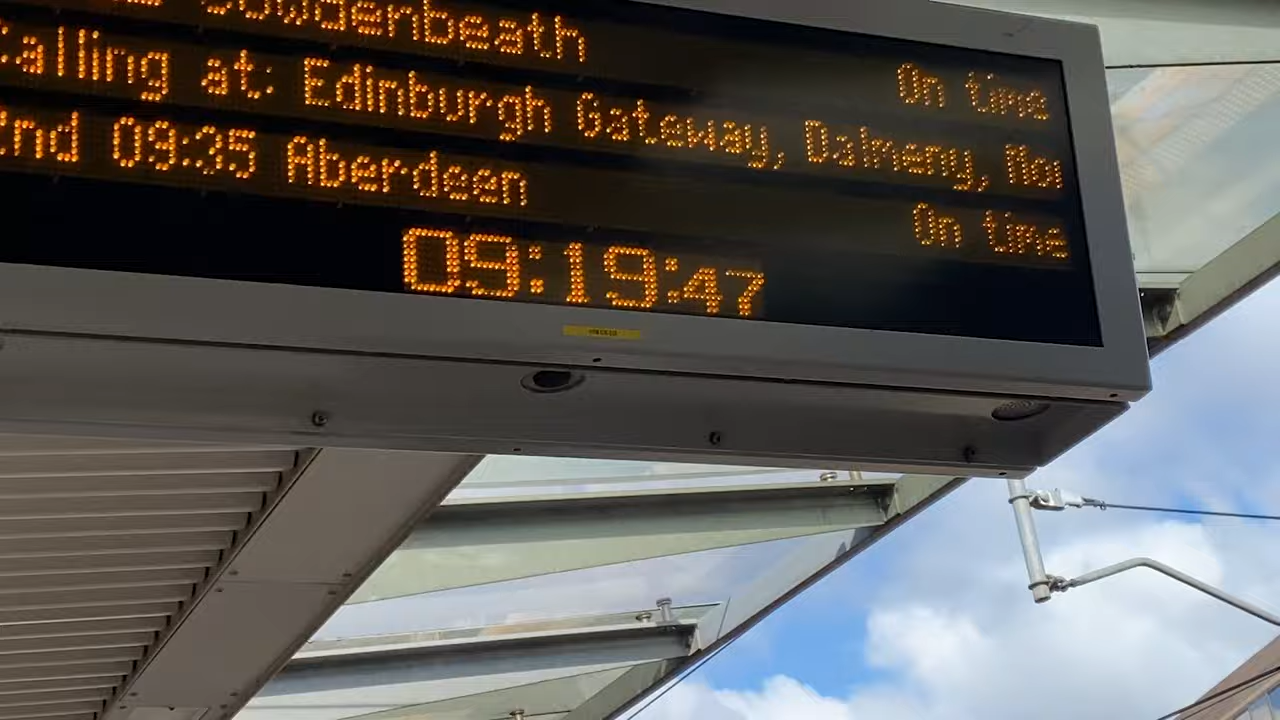 Cowdenbeath On time
Calling at: Edinburgh Gateway, Dalmeny,
2nd 09:35 Aberdeen On time
09:19:47